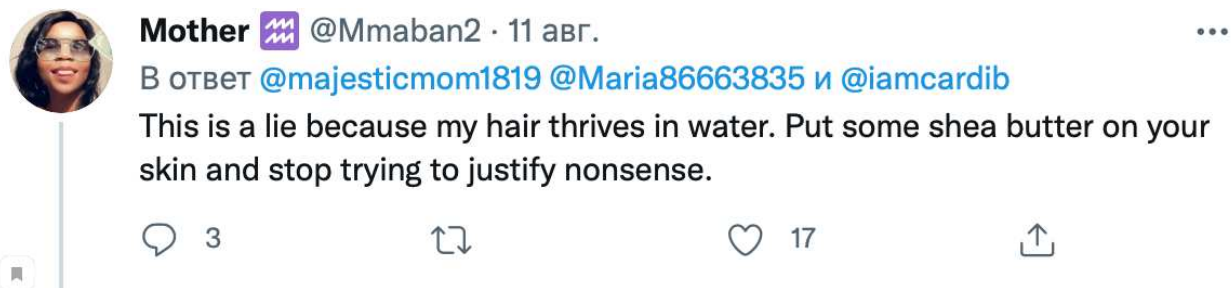 Mother ♒ @Mmaban2 · 11 авг.
В ответ @majesticmom1819 @Maria86663835 и @iamcardib
This is a lie because my hair thrives in water. Put some shea butter on your
skin and stop trying to justify nonsense.
3 17